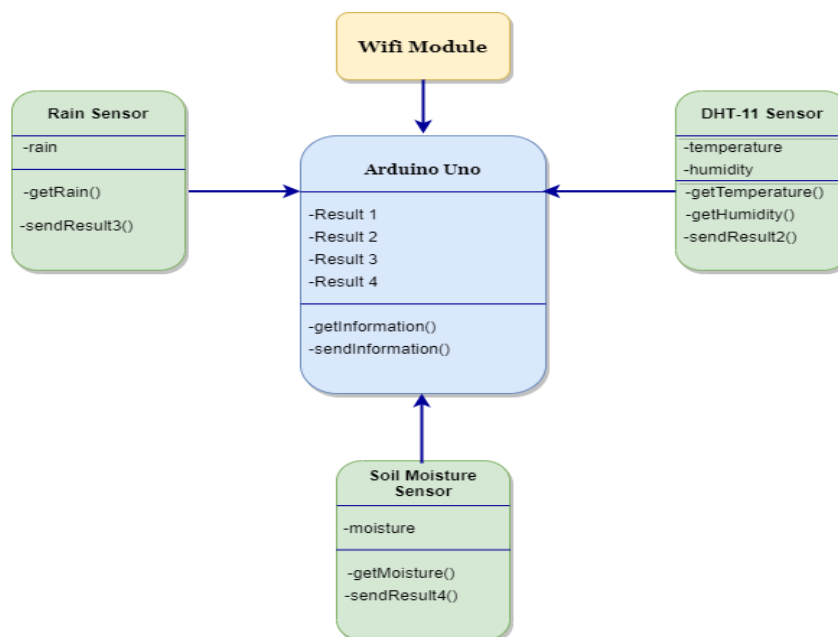 Wifi Module
Rain Sensor
-rain
-getRain()
-sendResult3()
Arduino Uno
-Result 1
-Result 2
-Result 3
-Result 4
-getInformation()
-sendInformation()
DHT-11 Sensor
-temperature
-humidity
-getTemperature()
-getHumidity()
-sendResult2()
Soil Moisture
Sensor
-moisture
-getMoisture()
-sendResult4()